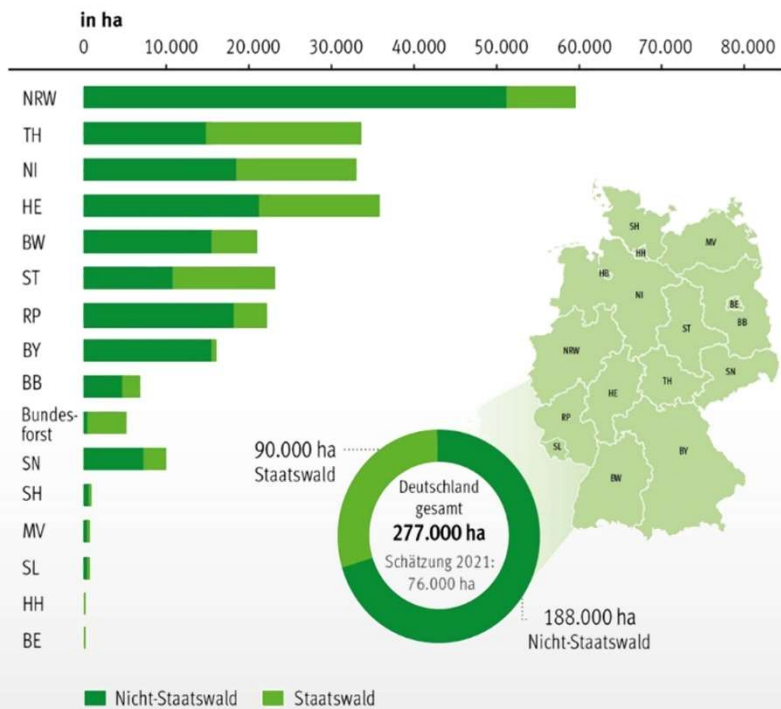 in ha
0 10.000 20.000 30.000 40.000 50.000 60.000 70.000 80.000
NRW
TH
NI
HE
BW
ST
RP
BY
BB
Bundes-
forst
SN
SH
MV
SL
HH
BE
SH
MV
HH
HB
NI
BE
BB
ST
NRW
SN
TH
HE
RP
SL
BY
BW
90.000 ha
Staatswald
Deutschland
gesamt
277.000 ha
Schätzung 2021:
76.000 ha
188.000 ha
Nicht-Staatswald
Nicht-Staatswald Staatswald